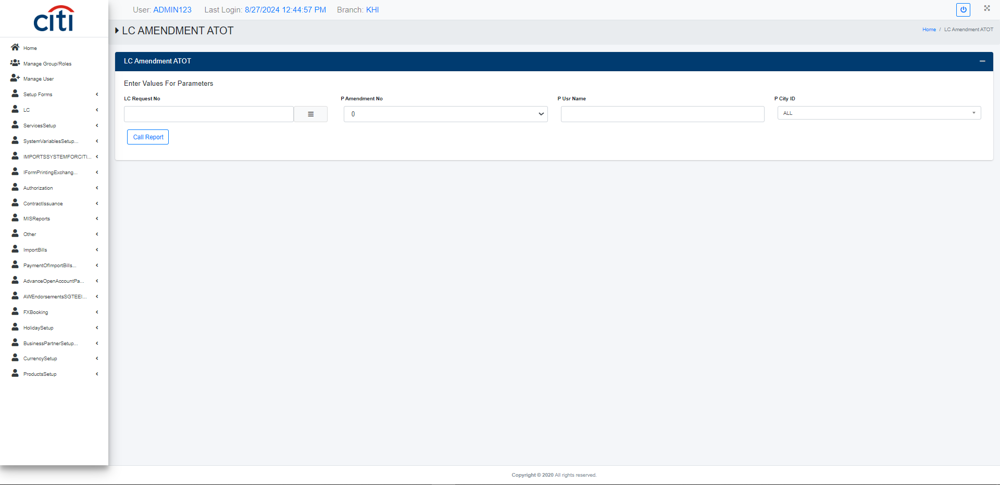 citi
User: ADMIN123 Last Login: 8/27/2024 12:44:57 PM Branch: KHI
LC AMENDMENT ATOT
Home / LC Amendment ATOT
Home
Manage Group/Roles
Manage User
Setup Forms
LC
ServicesSetup
SystemVariablesSetup...
IMPORTSSYSTEMFORCITI...
IFormPrintingExchang...
Authorization
ContractIssuance
MISReports
Other
ImportBills
PaymentOfImportBills...
AdvanceOpenAccountPa...
AWEndorsementsSGTEEI...
FXBooking
HolidaySetup
BusinessPartnerSetup...
CurrencySetup
ProductsSetup
LC Amendment ATOT
Enter Values For Parameters
LC Request No P Amendment No P Usr Name P City ID
0 ALL
Call Report
Copyright © 2020 All rights reserved.